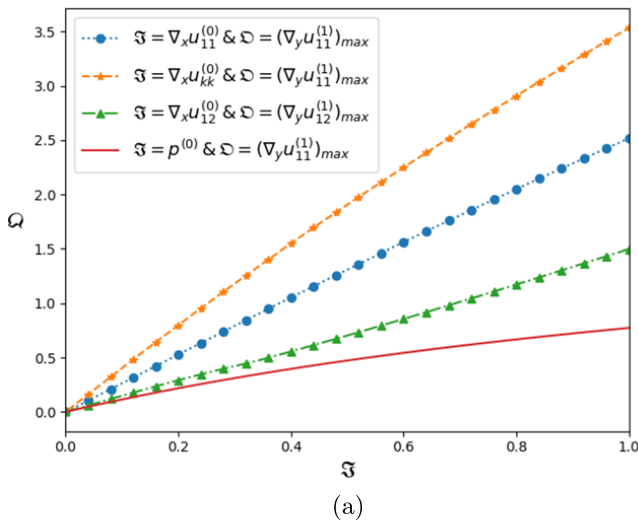 3.5
3.0
2.5
2.0
1.5
1.0
0.5
0.0
𝔔
ℑ = ∇ₓu₁₁⁽⁰⁾ & 𝔒 = (∇ᵧu₁₁⁽¹⁾)ₘₐₓ
ℑ = ∇ₓuₖₖ⁽⁰⁾ & 𝔒 = (∇ᵧu₁₁⁽¹⁾)ₘₐₓ
ℑ = ∇ₓu₁₂⁽⁰⁾ & 𝔒 = (∇ᵧu₁₂⁽¹⁾)ₘₐₓ
ℑ = p⁽⁰⁾ & 𝔒 = (∇ᵧu₁₁⁽¹⁾)ₘₐₓ
0.0 0.2 0.4 0.6 0.8 1.0
ℑ
(a)